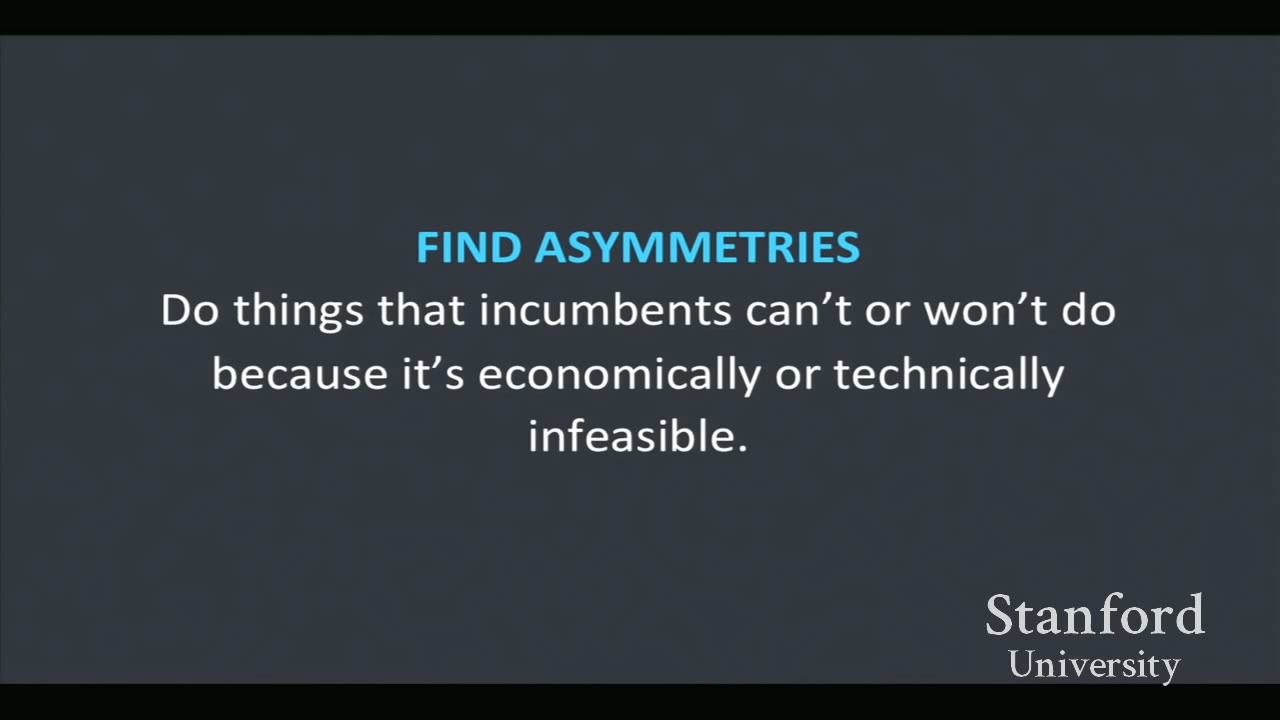 FIND ASYMMETRIES
Do things that incumbents can’t or won’t do
because it’s economically or technically
infeasible.
Stanford
University